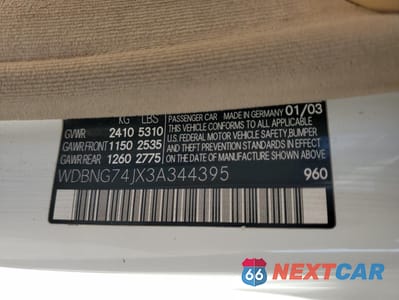 KG LBS
GVWR 2410 5310
GAWR FRONT 1150 2535
GAWR REAR 1260 2775
PASSENGER CAR MADE IN GERMANY 01/03
THIS VEHICLE CONFORMS TO ALL APPLICABLE
U.S. FEDERAL MOTOR VEHICLE SAFETY, BUMPER,
AND THEFT PREVENTION STANDARDS IN EFFECT
ON THE DATE OF MANUFACTURE SHOWN ABOVE.
WDBNG74JX3A344395 960
66 NEXTCAR